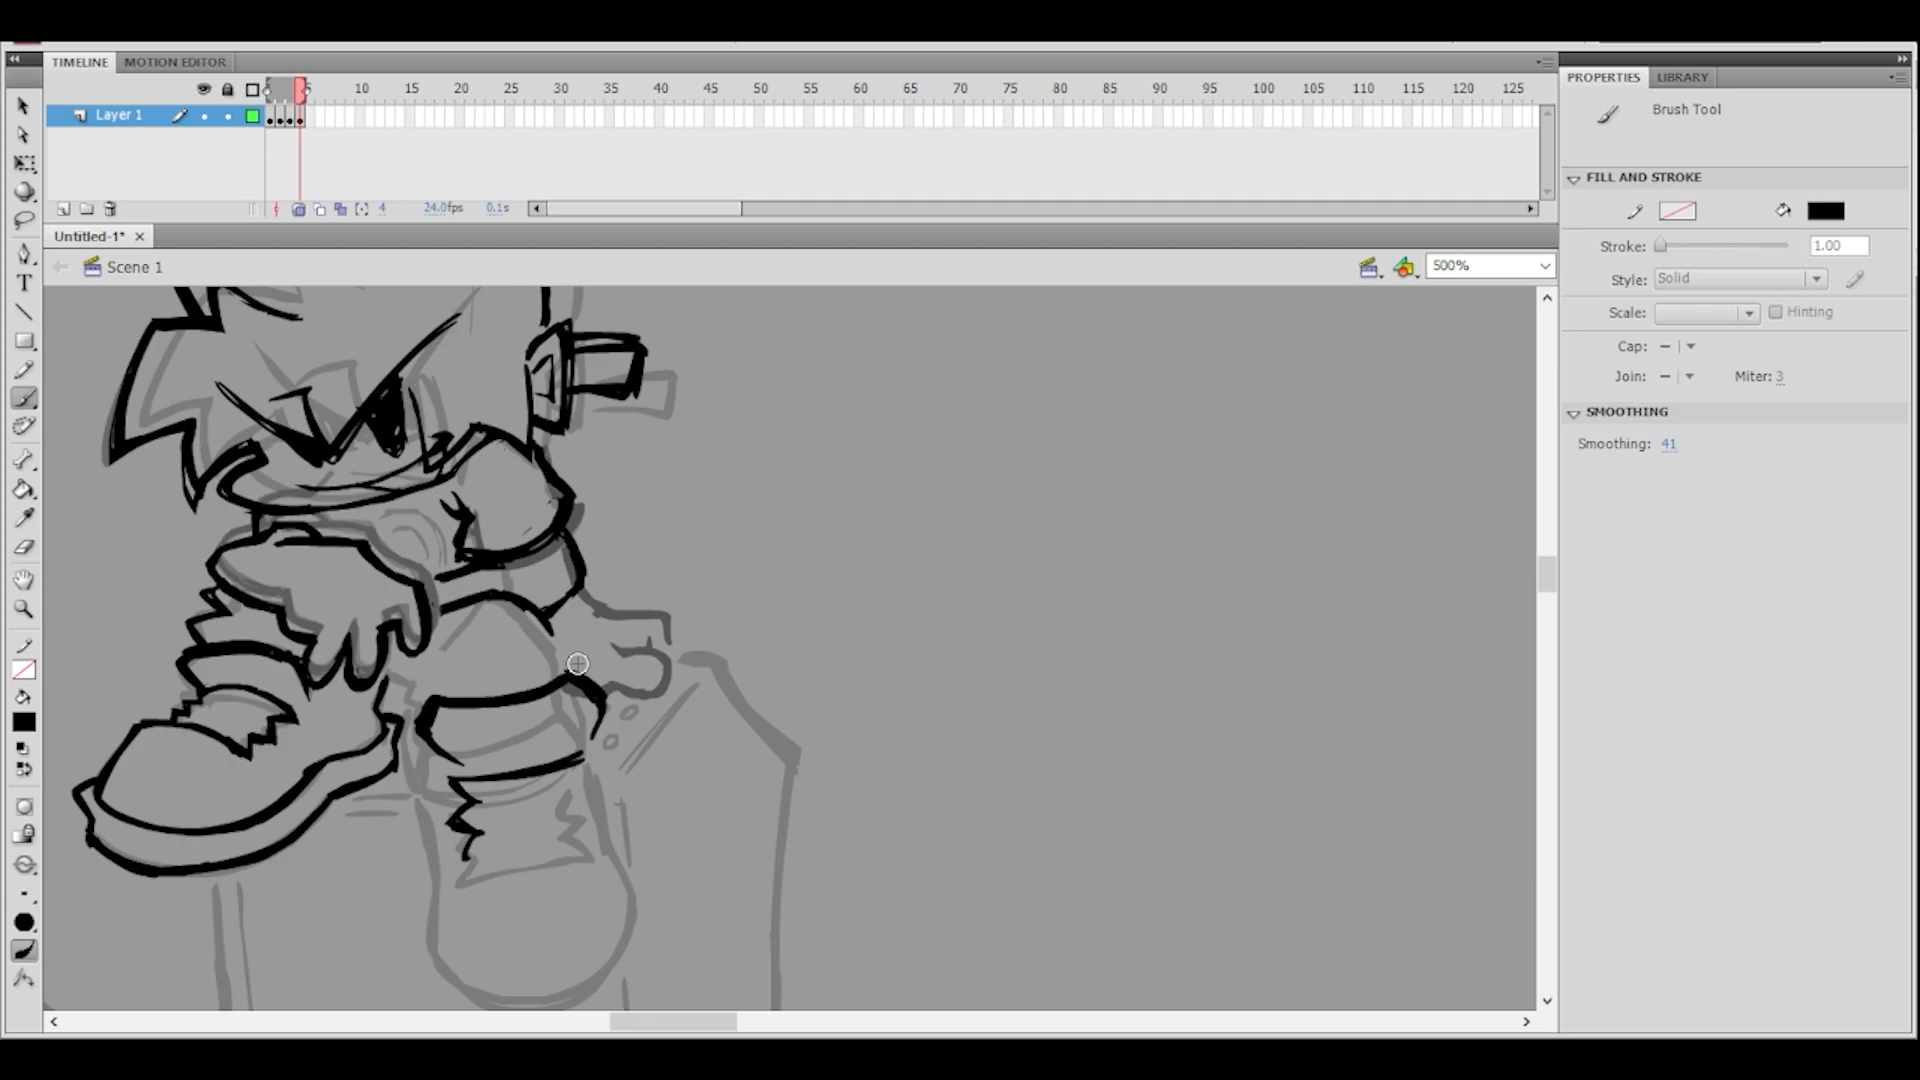 TIMELINE MOTION EDITOR
5 10 15 20 25 30 35 40 45 50 55 60 65 70 75 80 85 90 95 100 105 110 115 120 125
Layer 1
4 24.0fps 0.1s
Untitled-1*
Scene 1
500%
T
PROPERTIES LIBRARY
Brush Tool
FILL AND STROKE
Stroke: 1.00
Style: Solid
Scale: Hinting
Cap:
Join: Miter: 3
SMOOTHING
Smoothing: 41